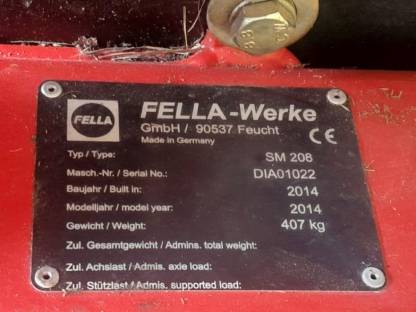 FELLA
FELLA-Werke
GmbH / 90537 Feucht
Made in Germany
CE
Typ / Type: SM 208
Masch.-Nr. / Serial No.: DIA01022
Baujahr / Built in: 2014
Modelljahr / model year: 2014
Gewicht / Weight: 407 kg
Zul. Gesamtgewicht / Admins. total weight:
Zul. Achslast / Admis. axle load:
Zul. Stützlast / Admis. supported load: